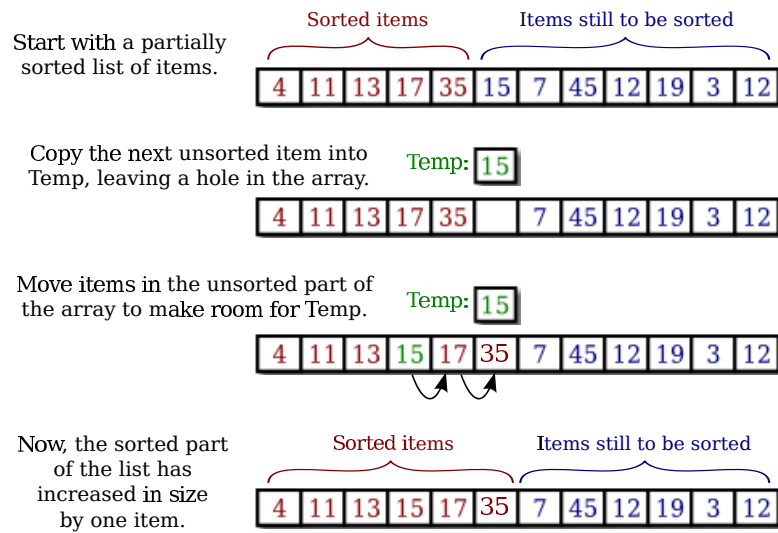 Sorted items
Items still to be sorted
Start with a partially
sorted list of items.
4 11 13 17 35 15 7 45 12 19 3 12
Copy the next unsorted item into
Temp, leaving a hole in the array.
Temp: 15
4 11 13 17 35 7 45 12 19 3 12
Move items in the unsorted part of
the array to make room for Temp.
Temp: 15
4 11 13 15 17 35 7 45 12 19 3 12
Now, the sorted part
of the list has
increased in size
by one item.
Sorted items
Items still to be sorted
4 11 13 15 17 35 7 45 12 19 3 12